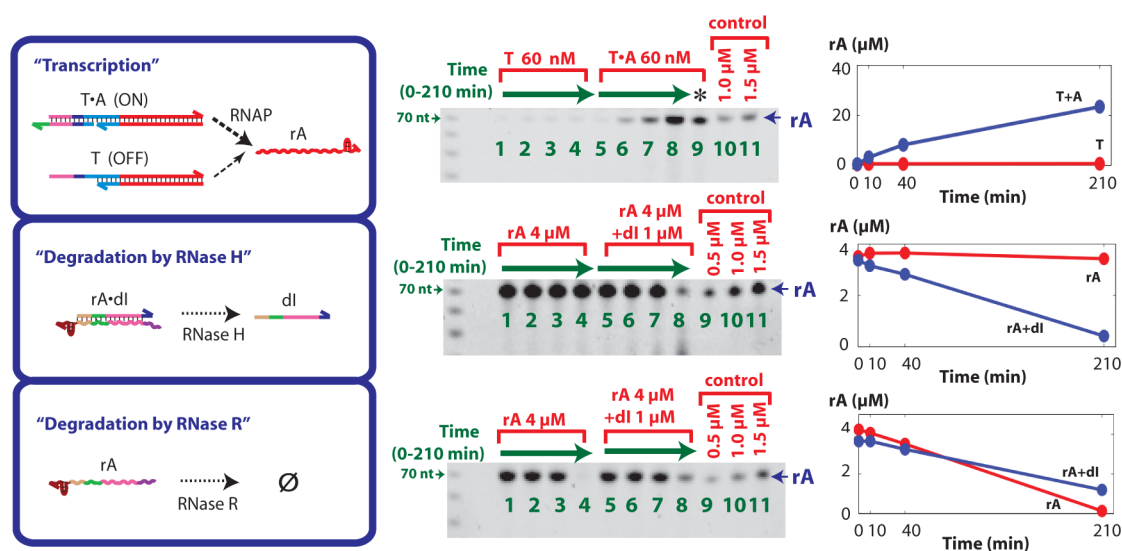 “Transcription”
T•A (ON)
RNAP
rA
T (OFF)
“Degradation by RNase H”
rA•dI
dI
RNase H
“Degradation by RNase R”
rA
Ø
RNase R
control
T 60 nM
T•A 60 nM
1.0 µM
1.5 µM
Time
(0-210 min)
*
70 nt
rA
1 2 3 4 5 6 7 8 9 10 11
control
rA 4 µM
rA 4 µM
+dI 1 µM
0.5 µM
1.0 µM
1.5 µM
Time
(0-210 min)
70 nt
rA
1 2 3 4 5 6 7 8 9 10 11
control
rA 4 µM
rA 4 µM
+dI 1 µM
0.5 µM
1.0 µM
1.5 µM
Time
(0-210 min)
70 nt
rA
1 2 3 4 5 6 7 8 9 10 11
rA (µM)
40
20
0
T+A
T
0 10 40 210
Time (min)
rA (µM)
4
2
0
rA
rA+dI
0 10 40 210
Time (min)
rA (µM)
4
2
0
rA+dI
rA
0 10 40 210
Time (min)